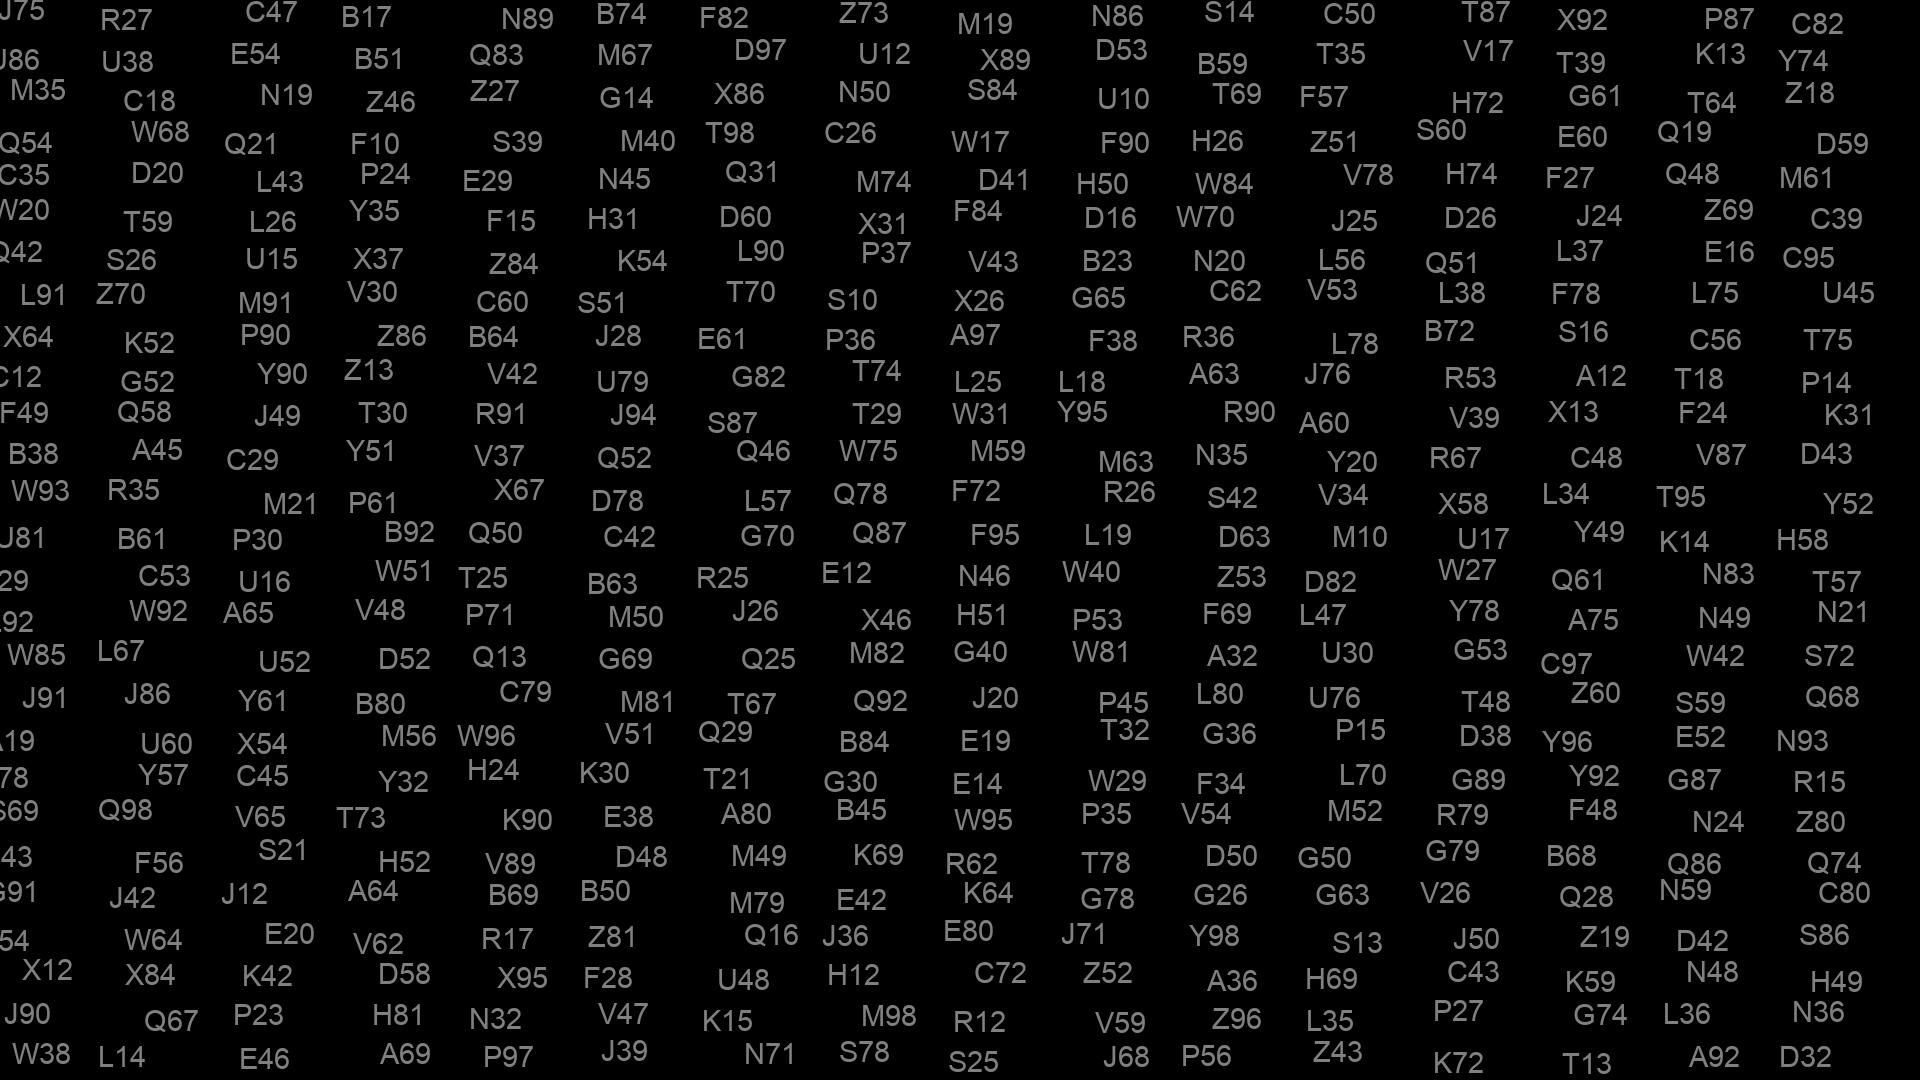 J75 R27 C47 B17 N89 B74 F82 Z73 M19 N86 S14 C50 T87 X92 P87 C82
J86 U38 E54 B51 Q83 M67 D97 U12 X89 D53 B59 T35 V17 T39 K13 Y74
M35 C18 N19 Z46 Z27 G14 X86 N50 S84 U10 T69 F57 H72 G61 T64 Z18
Q54 W68 Q21 F10 S39 M40 T98 C26 W17 F90 H26 Z51 S60 E60 Q19 D59
C35 D20 L43 P24 E29 N45 Q31 M74 D41 H50 W84 V78 H74 F27 Q48 M61
W20 T59 L26 Y35 F15 H31 D60 X31 F84 D16 W70 J25 D26 J24 Z69 C39
Q42 S26 U15 X37 Z84 K54 L90 P37 V43 B23 N20 L56 Q51 L37 E16 C95
L91 Z70 M91 V30 C60 S51 T70 S10 X26 G65 C62 V53 L38 F78 L75 U45
X64 K52 P90 Z86 B64 J28 E61 P36 A97 F38 R36 L78 B72 S16 C56 T75
C12 G52 Y90 Z13 V42 U79 G82 T74 L25 L18 A63 J76 R53 A12 T18 P14
F49 Q58 J49 T30 R91 J94 S87 T29 W31 Y95 R90 A60 V39 X13 F24 K31
B38 A45 C29 Y51 V37 Q52 Q46 W75 M59 M63 N35 Y20 R67 C48 V87 D43
W93 R35 M21 P61 X67 D78 L57 Q78 F72 R26 S42 V34 X58 L34 T95 Y52
U81 B61 P30 B92 Q50 C42 G70 Q87 F95 L19 D63 M10 U17 Y49 K14 H58
29 C53 U16 W51 T25 B63 R25 E12 N46 W40 Z53 D82 W27 Q61 N83 T57
92 W92 A65 V48 P71 M50 J26 X46 H51 P53 F69 L47 Y78 A75 N49 N21
W85 L67 U52 D52 Q13 G69 Q25 M82 G40 W81 A32 U30 G53 C97 W42 S72
J91 J86 Y61 B80 C79 M81 T67 Q92 J20 P45 L80 U76 T48 Z60 S59 Q68
A19 U60 X54 M56 W96 V51 Q29 B84 E19 T32 G36 P15 D38 Y96 E52 N93
78 Y57 C45 Y32 H24 K30 T21 G30 E14 W29 F34 L70 G89 Y92 G87 R15
S69 Q98 V65 T73 K90 E38 A80 B45 W95 P35 V54 M52 R79 F48 N24 Z80
43 F56 S21 H52 V89 D48 M49 K69 R62 T78 D50 G50 G79 B68 Q86 Q74
G91 J42 J12 A64 B69 B50 M79 E42 K64 G78 G26 G63 V26 Q28 N59 C80
54 W64 E20 V62 R17 Z81 Q16 J36 E80 J71 Y98 S13 J50 Z19 D42 S86
X12 X84 K42 D58 X95 F28 U48 H12 C72 Z52 A36 H69 C43 K59 N48 H49
J90 Q67 P23 H81 N32 V47 K15 M98 R12 V59 Z96 L35 P27 G74 L36 N36
W38 L14 E46 A69 P97 J39 N71 S78 S25 J68 P56 Z43 K72 T13 A92 D32